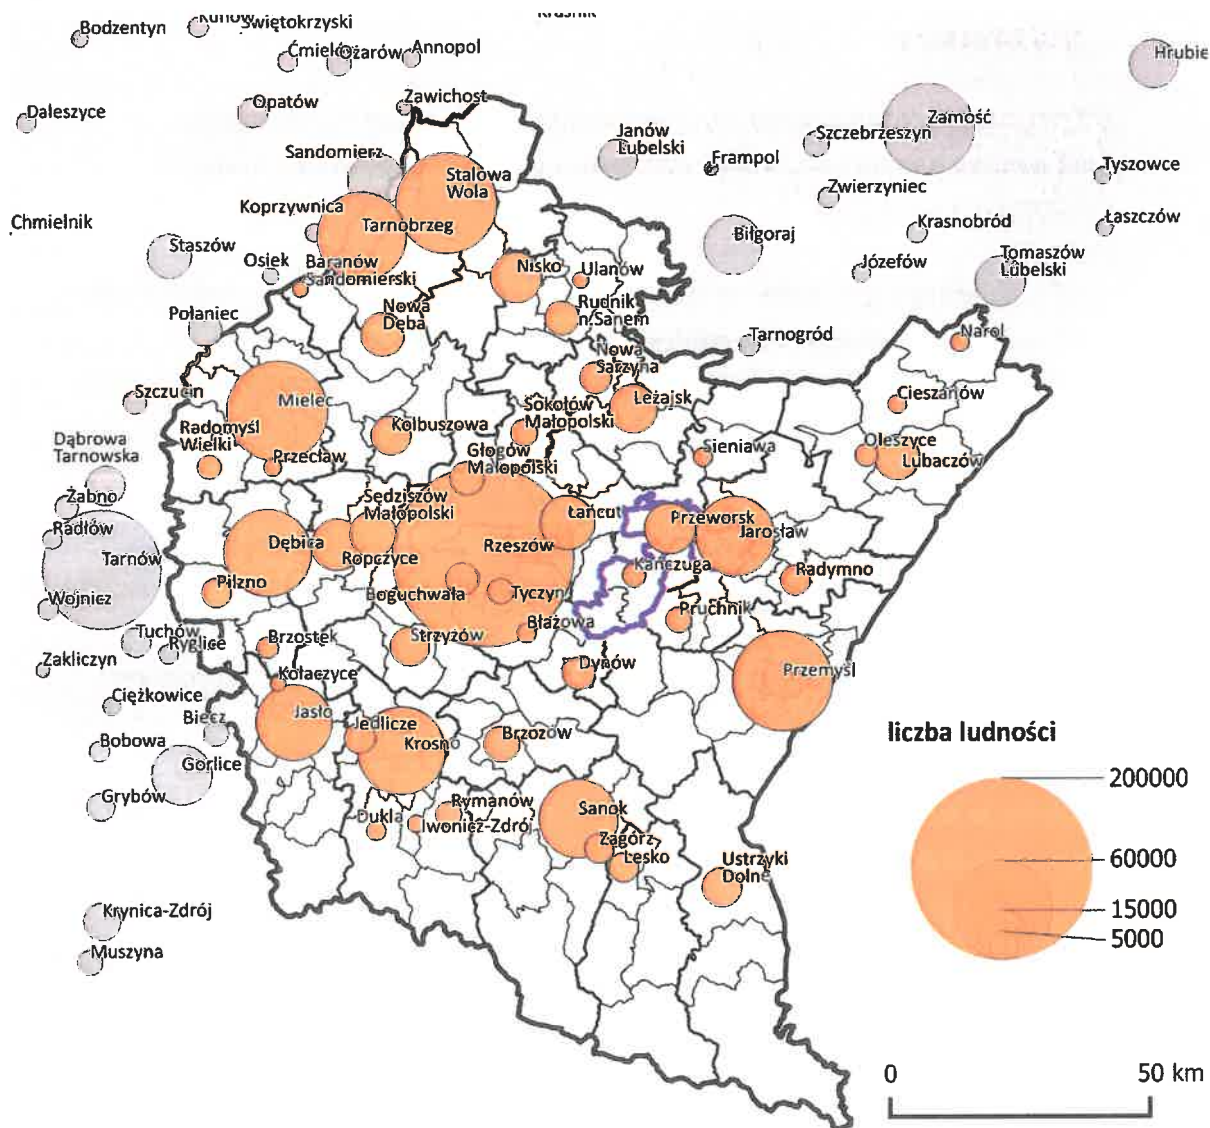 Bodzentyn
Świętokrzyski
Annopol
Ożarów
Hrubie
Opatów
Zawichost
Daleszyce
Zamość
Janów
Lubelski
Szczebrzeszyn
Sandomierz
Frampol
Tyszowce
Stalowa
Wola
Zwierzyniec
Koprzywnica
Tarnobrzeg
Chmielnik
Krasnobród
Łaszczów
Staszów
Biłgoraj
Osiek
Baranów
Sandomierski
Nisko
Ulanów
Józefów
Tomaszów
Lubelski
Połaniec
Nowa
Dęba
Rudnik
n.Sanem
Tarnogród
Narol
Nowa
Sarzyna
Szczucin
Mielec
Leżajsk
Cieszanów
Radomyśl
Wielki
Kolbuszowa
Sokołów
Małopolski
Dąbrowa
Tarnowska
Przecław
Głogów
Małopolski
Sieniawa
Oleszyce
Lubaczów
Żabno
Sędziszów
Małopolski
Radłów
Łańcut
Przeworsk
Jarosław
Tarnów
Dębica
Ropczyce
Rzeszów
Kańczuga
Radymno
Pilzno
Boguchwała
Tyczyn
Wojnicz
Pruchnik
Tuchów
Ryglice
Brzostek
Strzyżów
Błażowa
Zakliczyn
Kołaczyce
Dynów
Przemyśl
Ciężkowice
Biecz
Jasło
Jedlicze
Krosno
Brzozów
liczba ludności
Bobowa
Gorlice
200000
Grybów
Dukla
Rymanów
Iwonicz-Zdrój
Sanok
Zagórz
Lesko
Ustrzyki
Dolne
60000
15000
5000
Krynica-Zdrój
Muszyna
0 50 km